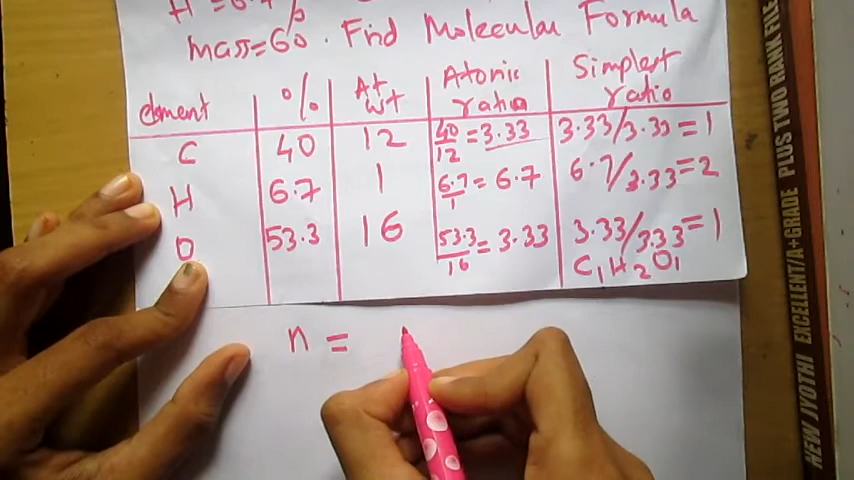 H = 6.7 %
Mass=60. Find Molecular Formula
element % At wt Atomic ratio Simplest ratio
C 40 12 40/12 = 3.33 3.33/3.33 = 1
H 6.7 1 6.7/1 = 6.7 6.7/3.33=2
O 53.3 16 53.3/16 = 3.33 3.33/3.33=1
C1H2O1
n =
NEW JYOTHI EXCELLENT/A+GRADE PLUS TWO RANK FILE